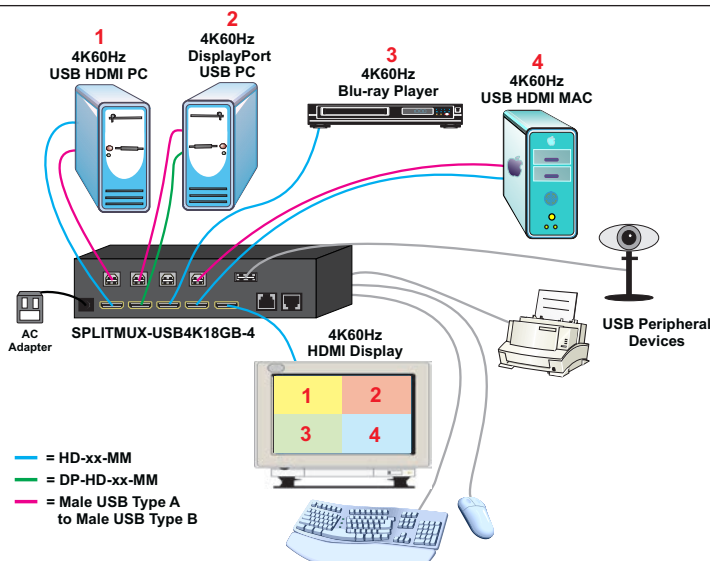 1
4K60Hz
USB HDMI PC
2
4K60Hz
DisplayPort
USB PC
3
4K60Hz
Blu-ray Player
4
4K60Hz
USB HDMI MAC
AC
Adapter
SPLITMUX-USB4K18GB-4
USB Peripheral
Devices
4K60Hz
HDMI Display
1 2
3 4
= HD-xx-MM
= DP-HD-xx-MM
= Male USB Type A
to Male USB Type B